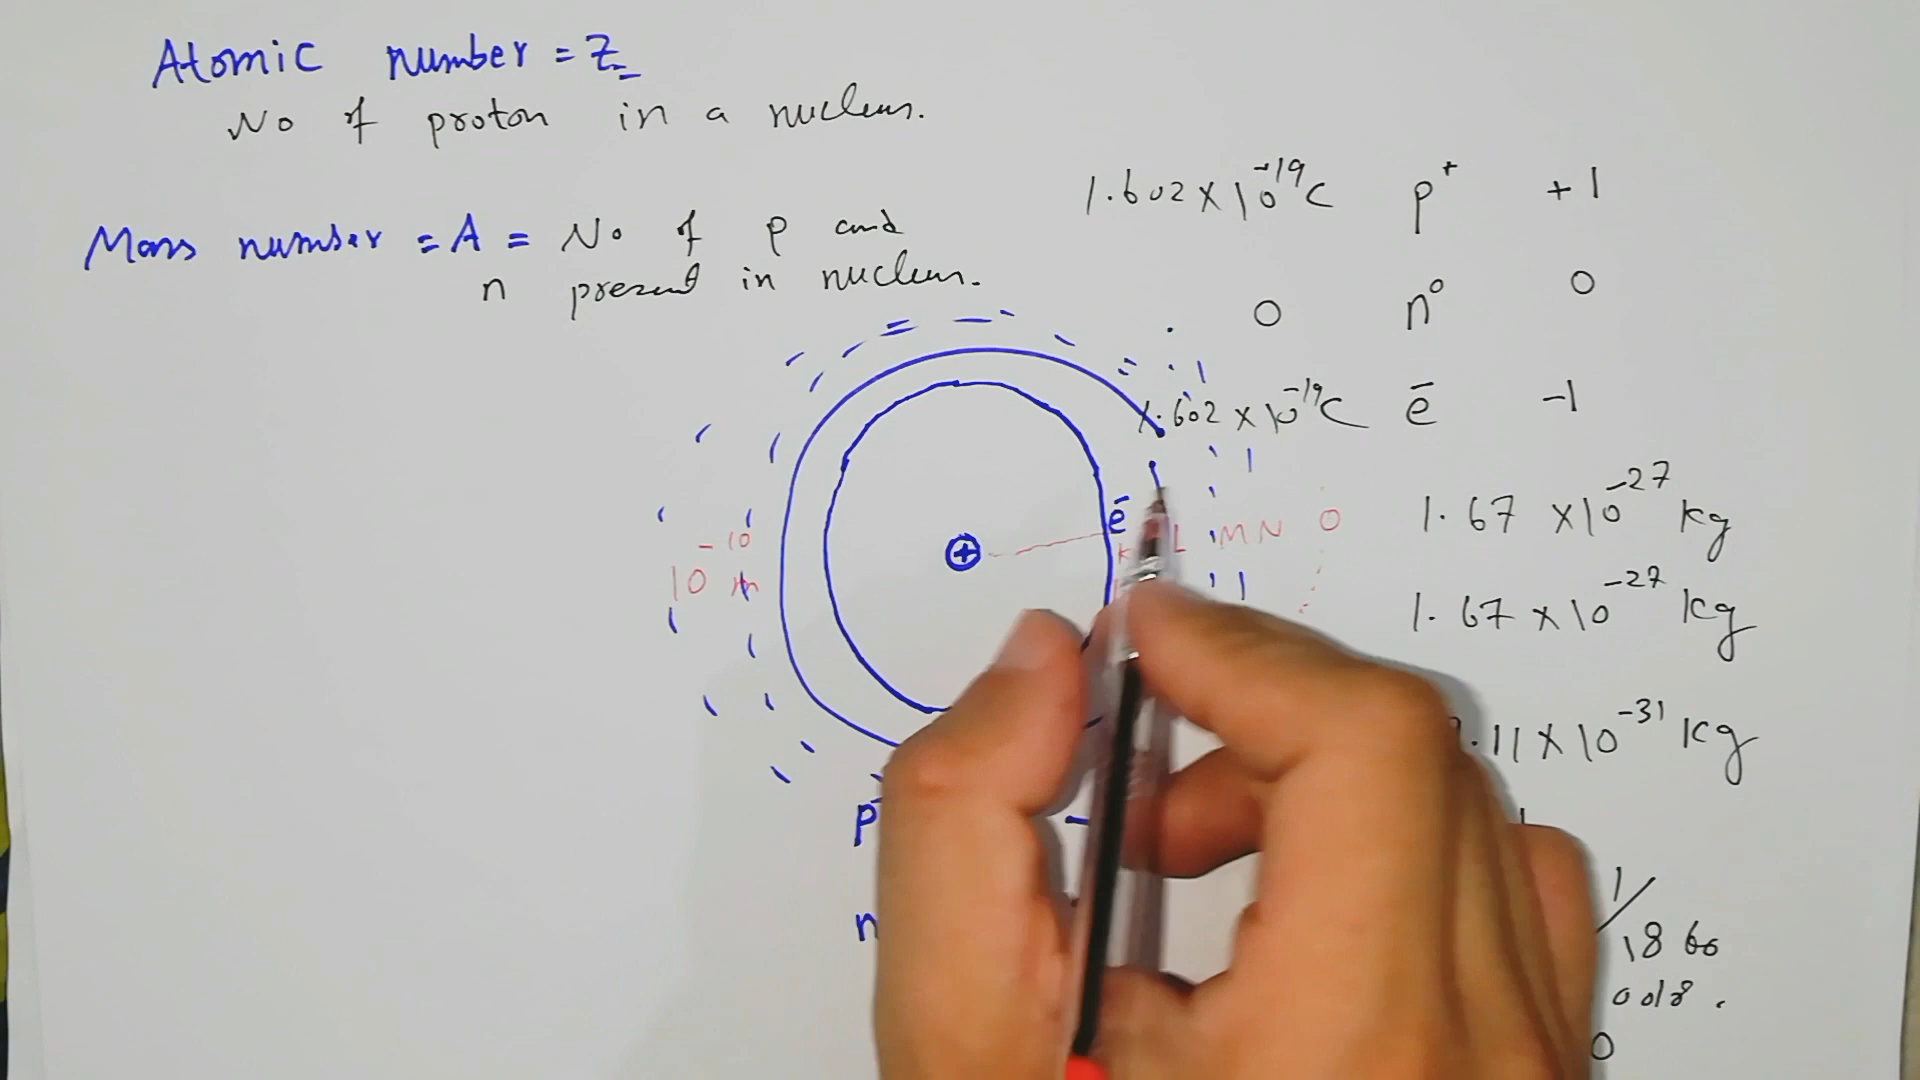 Atomic number = Z
No of proton in a nucleus.
Mass number = A = No of p and
n present in nucleus.
1.602 × 10⁻¹⁹ C p⁺ +1
0 n⁰ 0
1.602 × 10⁻¹⁹ C e⁻ -1
1.67 × 10⁻²⁷ kg
1.67 × 10⁻²⁷ kg
.11 × 10⁻³¹ kg
e⁻
+
K L M N O
10⁻¹⁰ m
p
n
1/
1860